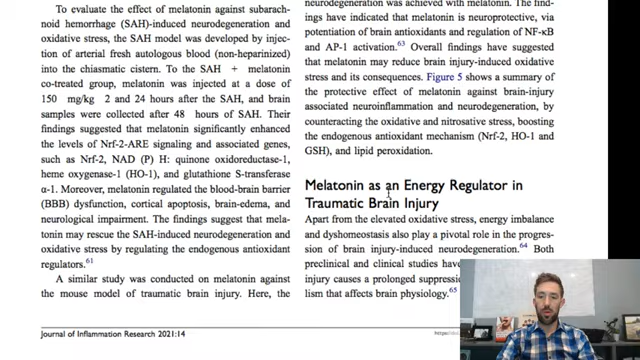 To evaluate the effect of melatonin against subarach-
noid hemorrhage (SAH)-induced neurodegeneration and
oxidative stress, the SAH model was developed by injec-
tion of arterial fresh autologous blood (non-heparinized)
into the chiasmatic cistern. To the SAH + melatonin
co-treated group, melatonin was injected at a dose of
150 mg/kg 2 and 24 hours after the SAH, and brain
samples were collected after 48 hours of SAH. Their
findings suggested that melatonin significantly enhanced
the levels of Nrf-2-ARE signaling and associated genes,
such as Nrf-2, NAD (P) H: quinone oxidoreductase-1,
heme oxygenase-1 (HO-1), and glutathione S-transferase
α-1. Moreover, melatonin regulated the blood-brain barrier
(BBB) dysfunction, cortical apoptosis, brain-edema, and
neurological impairment. The findings suggest that mela-
tonin may rescue the SAH-induced neurodegeneration and
oxidative stress by regulating the endogenous antioxidant
regulators.61
A similar study was conducted on melatonin against
the mouse model of traumatic brain injury. Here, the
neurodegeneration was achieved with melatonin. The find-
ings have indicated that melatonin is neuroprotective, via
potentiation of brain antioxidants and regulation of NF-κB
and AP-1 activation.63 Overall findings have suggested
that melatonin may reduce brain injury-induced oxidative
stress and its consequences. Figure 5 shows a summary of
the protective effect of melatonin against brain-injury
associated neuroinflammation and neurodegeneration, by
counteracting the oxidative and nitrosative stress, boosting
the endogenous antioxidant mechanism (Nrf-2, HO-1 and
GSH), and lipid peroxidation.
Melatonin as an Energy Regulator in
Traumatic Brain Injury
Apart from the elevated oxidative stress, energy imbalance
and dyshomeostasis also play a pivotal role in the progres-
sion of brain injury-induced neurodegeneration.64 Both
preclinical and clinical studies have
injury causes a prolonged suppressio
lism that affects brain physiology.65
Journal of Inflammation Research 2021:14